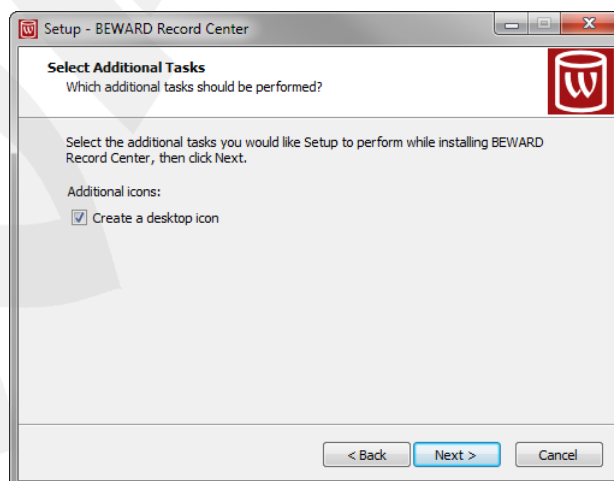 Setup - BEWARD Record Center
Select Additional Tasks
Which additional tasks should be performed?
Select the additional tasks you would like Setup to perform while installing BEWARD
Record Center, then click Next.
Additional icons:
Create a desktop icon
< Back
Next >
Cancel